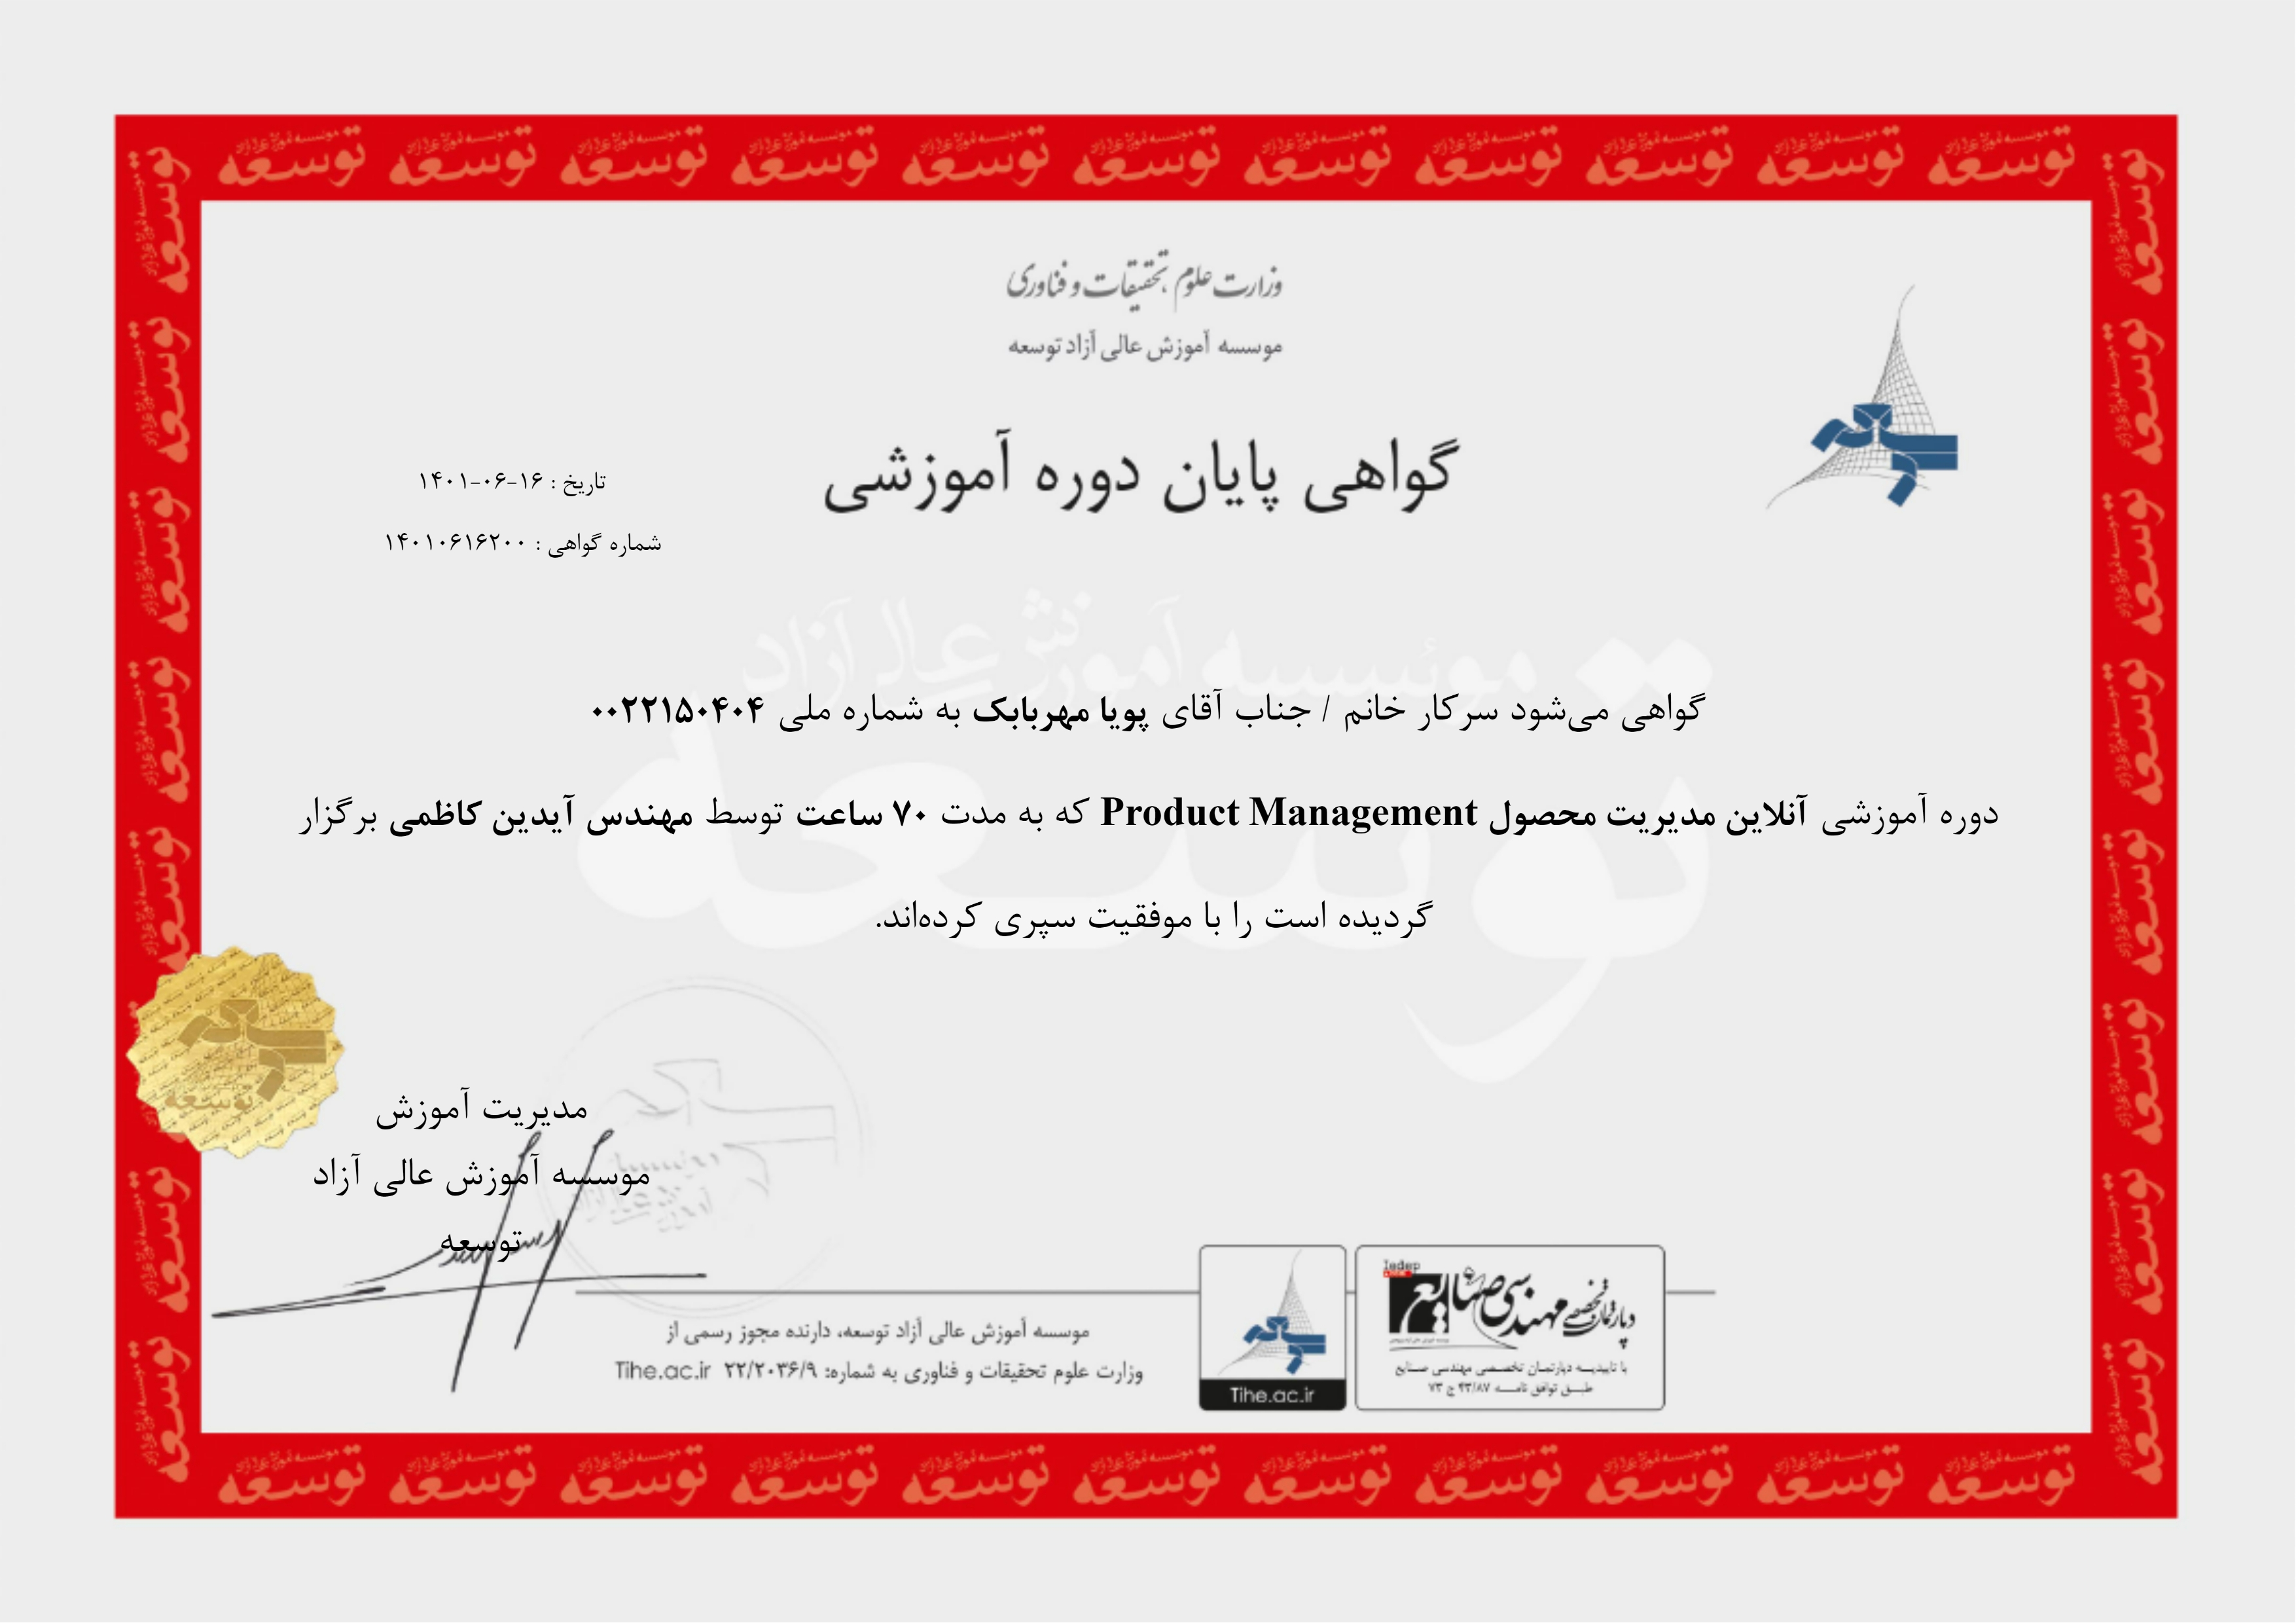 وزارت علوم، تحقیقات و فناوری
موسسه آموزش عالی آزاد توسعه
گواهی پایان دوره آموزشی
تاریخ : ۱۶-۰۶-۱۴۰۱
شماره گواهی : ۱۴۰۱۰۶۱۶۲۰۰
موئسسه آموزش عالی آزاد
توسعه
گواهی می‌شود سرکار خانم / جناب آقای پویا مهربابک به شماره ملی ۰۰۲۲۱۵۰۴۰۴
دوره آموزشی آنلاین مدیریت محصول Product Management که به مدت ۷۰ ساعت توسط مهندس آیدین کاظمی برگزار
گردیده است را با موفقیت سپری کرده‌اند.
مدیریت آموزش
موسسه آموزش عالی آزاد
توسعه
موسسه آموزش عالی آزاد توسعه، دارنده مجوز رسمی از
وزارت علوم تحقیقات و فناوری به شماره: ۲۲/۲۰۳۶/۹ Tihe.ac.ir
Tihe.ac.ir
Iedep
دپارتمان تخصصی مهندسی صنایع
با تاییدیه دپارتمان تخصصی مهندسی صنایع
طبق توافق نامه ۴۳/۸۷ ج ۷۳